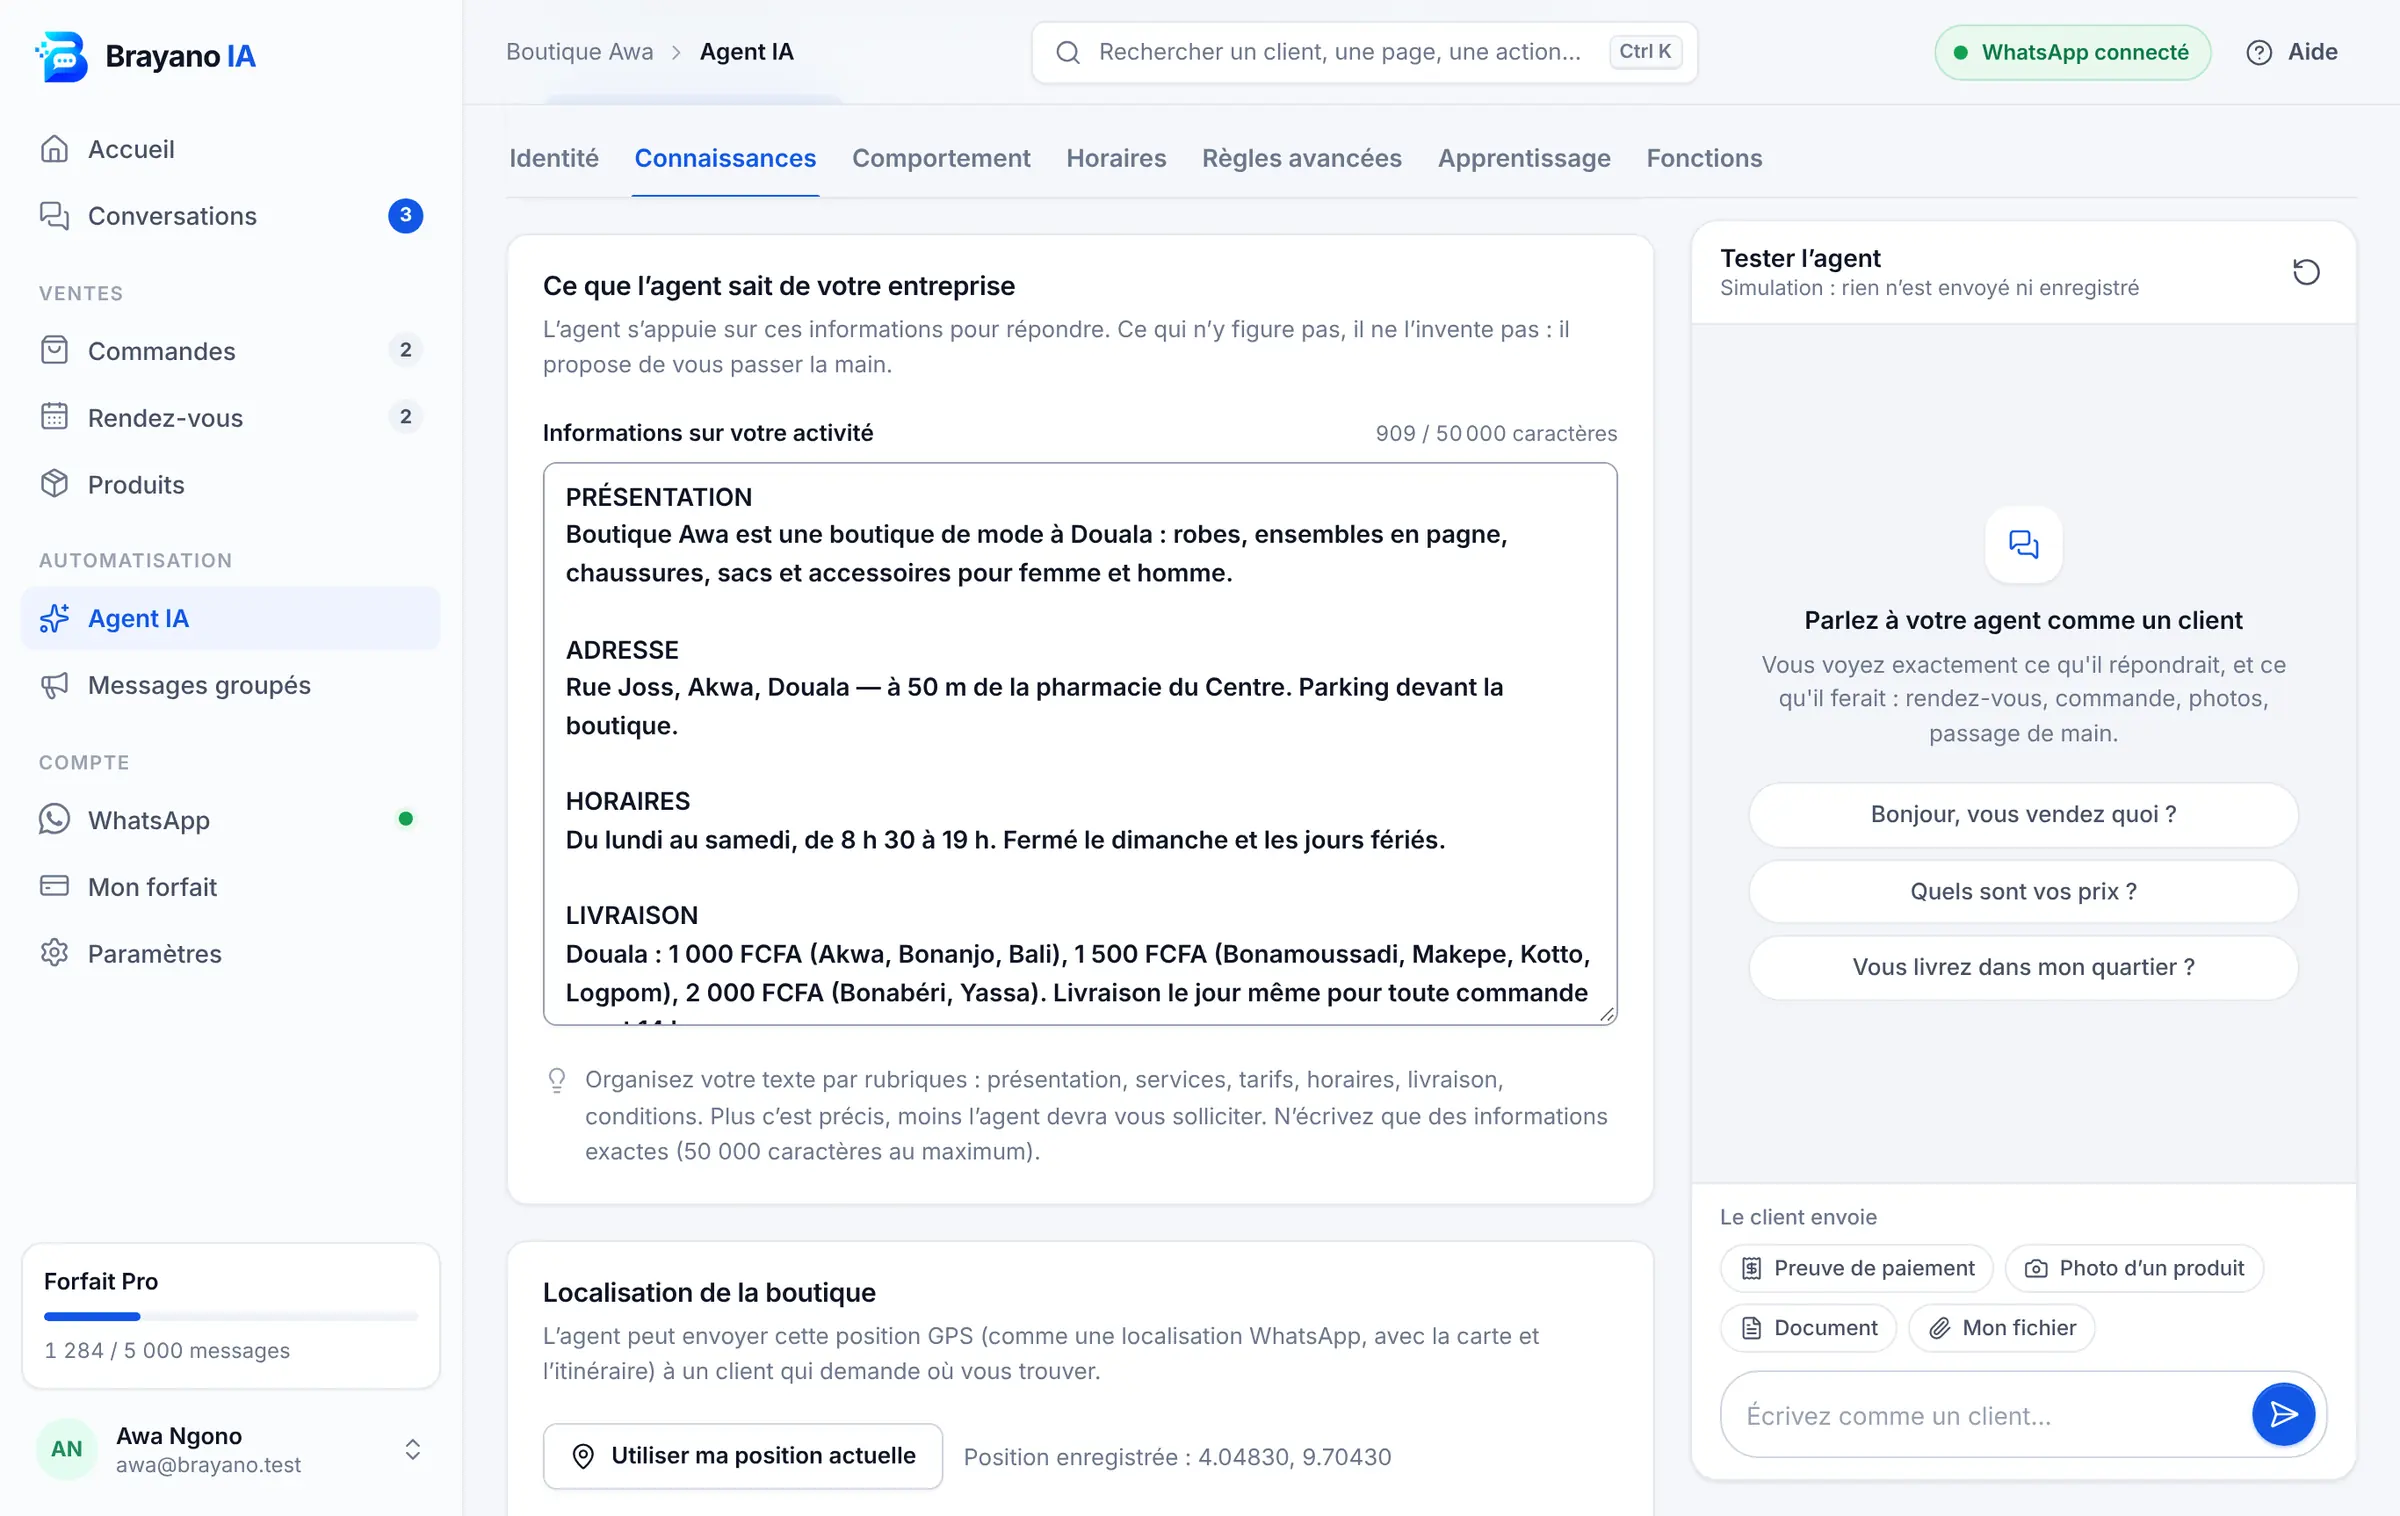 Brayano IA
Accueil
Conversations
3
VENTES
Commandes
2
Rendez-vous
2
Produits
AUTOMATISATION
Agent IA
Messages groupés
COMPTE
WhatsApp
Mon forfait
Paramètres
Forfait Pro
1 284 / 5 000 messages
AN
Awa Ngono
awa@brayano.test
Boutique Awa > Agent IA
Rechercher un client, une page, une action...
Ctrl K
WhatsApp connecté
Aide
Identité
Connaissances
Comportement
Horaires
Règles avancées
Apprentissage
Fonctions
Ce que l’agent sait de votre entreprise
L’agent s’appuie sur ces informations pour répondre. Ce qui n’y figure pas, il ne l’invente pas : il
propose de vous passer la main.
Informations sur votre activité
909 / 50 000 caractères
PRÉSENTATION
Boutique Awa est une boutique de mode à Douala : robes, ensembles en pagne,
chaussures, sacs et accessoires pour femme et homme.
ADRESSE
Rue Joss, Akwa, Douala — à 50 m de la pharmacie du Centre. Parking devant la
boutique.
HORAIRES
Du lundi au samedi, de 8 h 30 à 19 h. Fermé le dimanche et les jours fériés.
LIVRAISON
Douala : 1 000 FCFA (Akwa, Bonanjo, Bali), 1 500 FCFA (Bonamoussadi, Makepe, Kotto,
Logpom), 2 000 FCFA (Bonabéri, Yassa). Livraison le jour même pour toute commande
Organisez votre texte par rubriques : présentation, services, tarifs, horaires, livraison,
conditions. Plus c’est précis, moins l’agent devra vous solliciter. N’écrivez que des informations
exactes (50 000 caractères au maximum).
Localisation de la boutique
L’agent peut envoyer cette position GPS (comme une localisation WhatsApp, avec la carte et
l’itinéraire) à un client qui demande où vous trouver.
Utiliser ma position actuelle
Position enregistrée : 4.04830, 9.70430
Tester l’agent
Simulation : rien n’est envoyé ni enregistré
Parlez à votre agent comme un client
Vous voyez exactement ce qu'il répondrait, et ce
qu'il ferait : rendez-vous, commande, photos,
passage de main.
Bonjour, vous vendez quoi ?
Quels sont vos prix ?
Vous livrez dans mon quartier ?
Le client envoie
Preuve de paiement
Photo d’un produit
Document
Mon fichier
Écrivez comme un client...